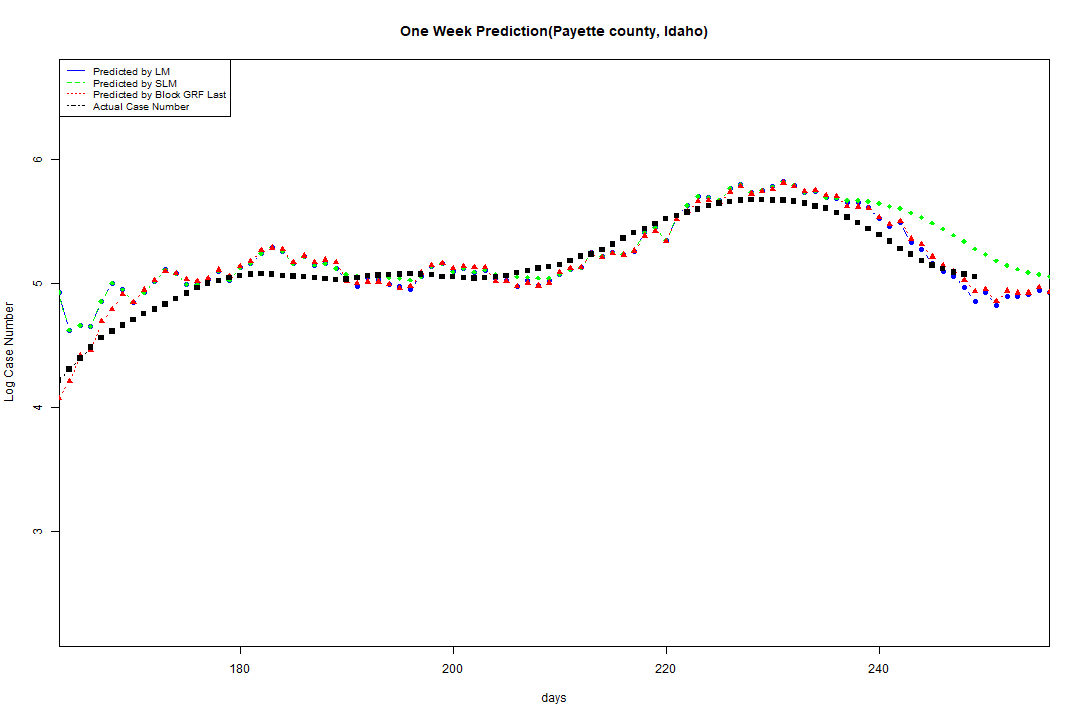 One Week Prediction(Payette county, Idaho)
Predicted by LM
Predicted by SLM
Predicted by Block GRF Last
Actual Case Number
6
5
4
3
Log Case Number
180 200 220 240
days